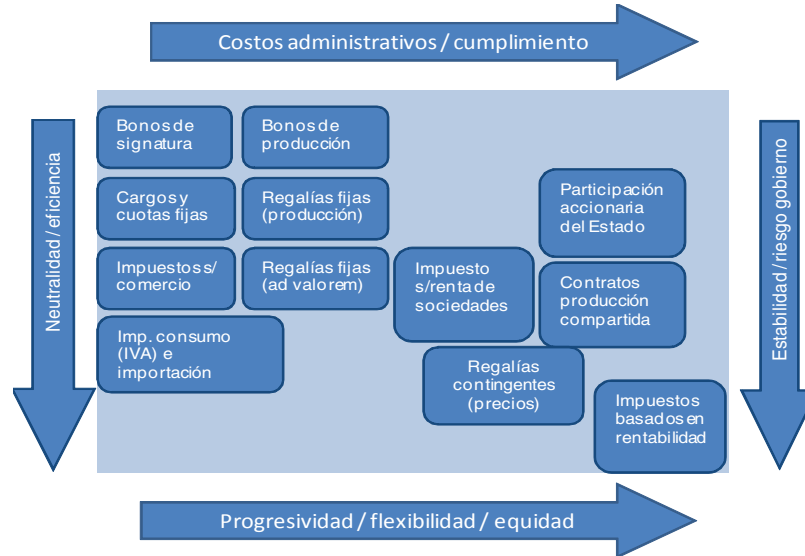 Costos administrativos / cumplimiento
Neutralidad / eficiencia
Bonos de
signatura
Bonos de
producción
Cargos y
cuotas fijas
Regalías fijas
(producción)
Participación
accionaria
del Estado
Impuestos s/
comercio
Regalías fijas
(ad valorem)
Impuesto
s/renta de
sociedades
Contratos
producción
compartida
Imp. consumo
(IVA) e
importación
Regalías
contingentes
(precios)
Impuestos
basados en
rentabilidad
Estabilidad / riesgo gobierno
Progresividad / flexibilidad / equidad